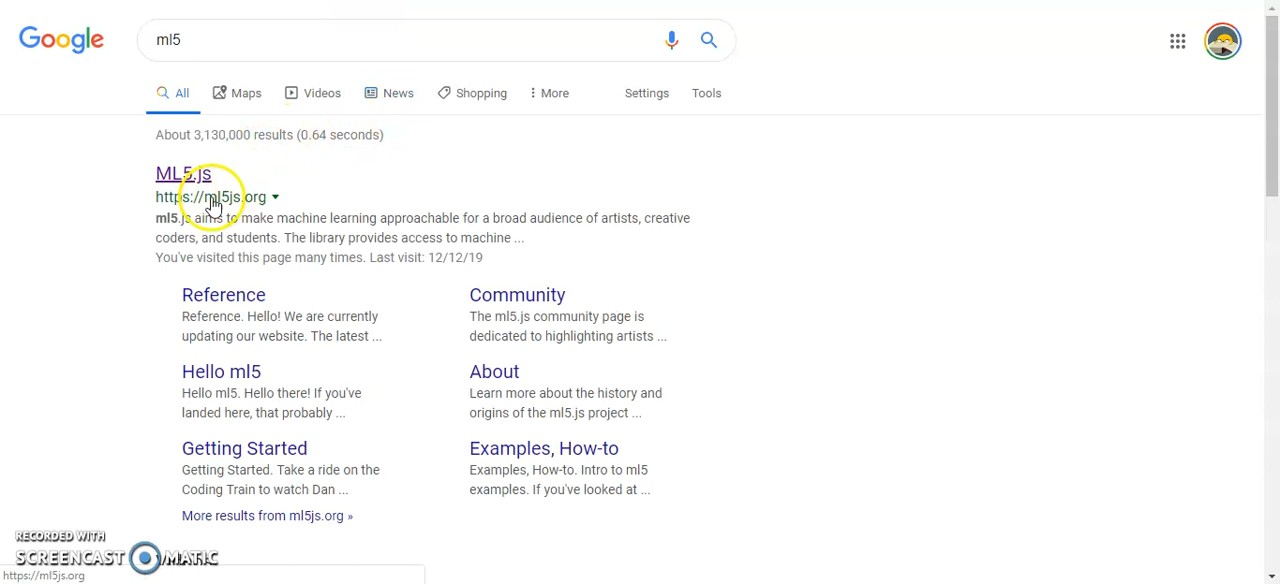 Google
ml5
All Maps Videos News Shopping More Settings Tools
About 3,130,000 results (0.64 seconds)
ML5.js
https://ml5js.org
ml5.js aims to make machine learning approachable for a broad audience of artists, creative
coders, and students. The library provides access to machine ...
You've visited this page many times. Last visit: 12/12/19
Reference
Reference. Hello! We are currently
updating our website. The latest ...
Community
The ml5.js community page is
dedicated to highlighting artists ...
Hello ml5
Hello ml5. Hello there! If you've
landed here, that probably ...
About
Learn more about the history and
origins of the ml5.js project ...
Getting Started
Getting Started. Take a ride on the
Coding Train to watch Dan ...
Examples, How-to
Examples, How-to. Intro to ml5
examples. If you've looked at ...
More results from ml5js.org »
RECORDED WITH
SCREENCAST MATIC
https://ml5js.org